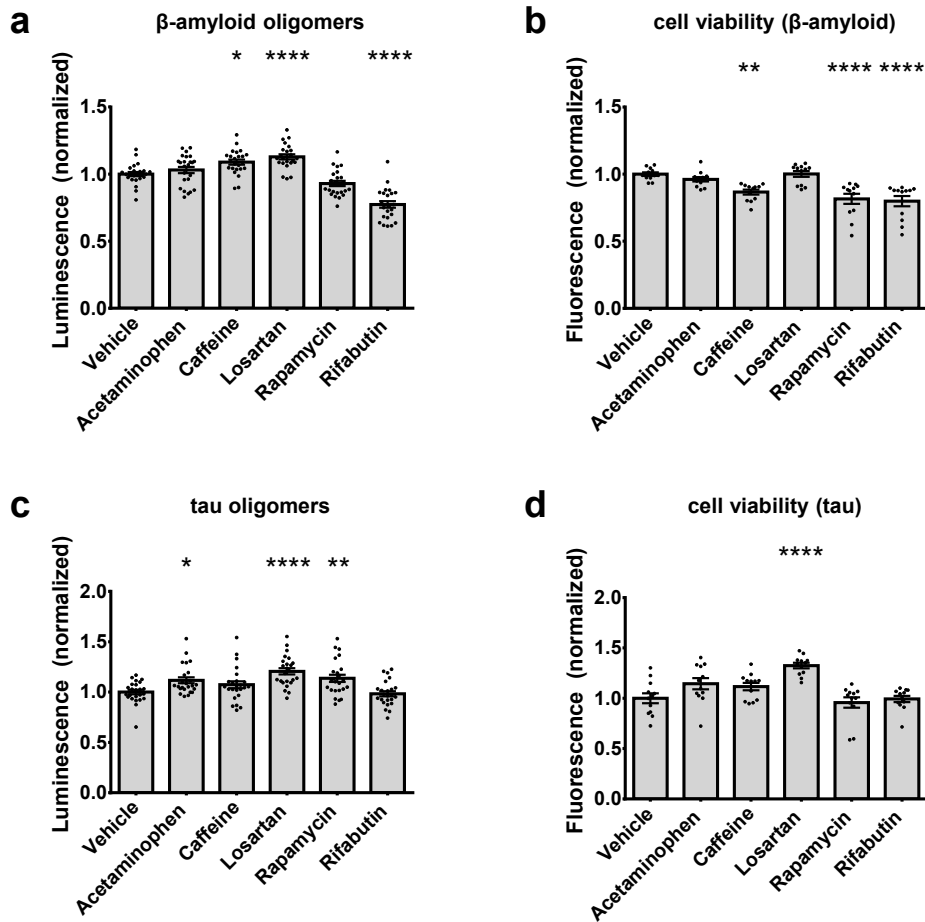 a
β-amyloid oligomers
* **** ****
Luminescence (normalized)
1.5
1.0
0.5
0.0
Vehicle
Acetaminophen
Caffeine
Losartan
Rapamycin
Rifabutin
b
cell viability (β-amyloid)
** **** ****
Fluorescence (normalized)
1.5
1.0
0.5
0.0
Vehicle
Acetaminophen
Caffeine
Losartan
Rapamycin
Rifabutin
c
tau oligomers
* **** **
Luminescence (normalized)
2.0
1.5
1.0
0.5
0.0
Vehicle
Acetaminophen
Caffeine
Losartan
Rapamycin
Rifabutin
d
cell viability (tau)
****
Fluorescence (normalized)
2.0
1.5
1.0
0.5
0.0
Vehicle
Acetaminophen
Caffeine
Losartan
Rapamycin
Rifabutin